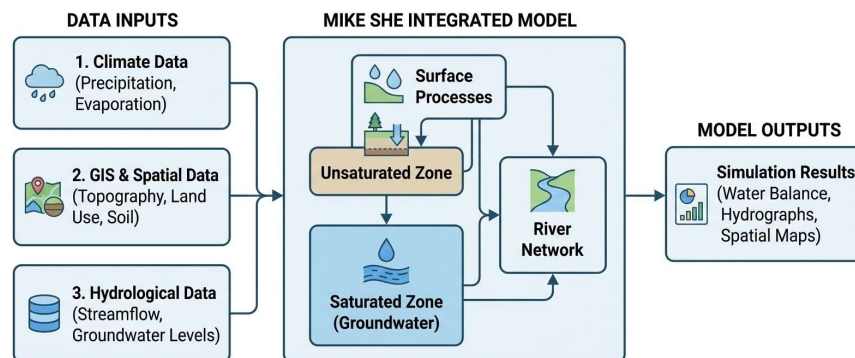 DATA INPUTS
1. Climate Data
(Precipitation,
Evaporation)
2. GIS & Spatial Data
(Topography, Land
Use, Soil)
3. Hydrological Data
(Streamflow,
Groundwater Levels)
MIKE SHE INTEGRATED MODEL
Surface
Processes
Unsaturated Zone
Saturated Zone
(Groundwater)
River
Network
MODEL OUTPUTS
Simulation Results
(Water Balance,
Hydrographs,
Spatial Maps)